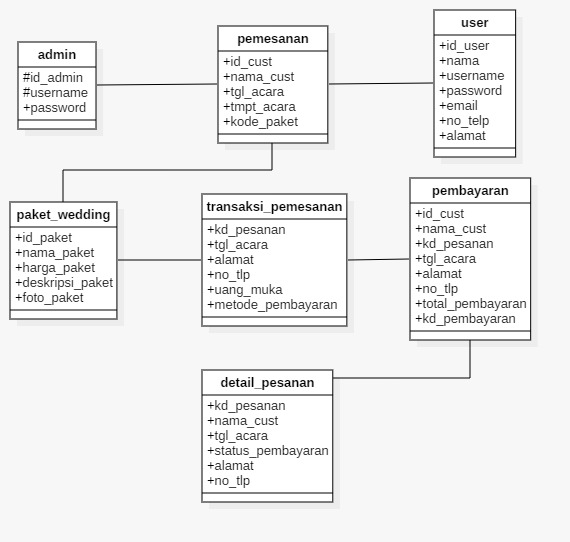 admin
#id_admin
#username
+password
pemesanan
+id_cust
+nama_cust
+tgl_acara
+tmpt_acara
+kode_paket
user
+id_user
+nama
+username
+password
+email
+no_telp
+alamat
paket_wedding
+id_paket
+nama_paket
+harga_paket
+deskripsi_paket
+foto_paket
transaksi_pemesanan
+kd_pesanan
+tgl_acara
+alamat
+no_tlp
+uang_muka
+metode_pembayaran
pembayaran
+id_cust
+nama_cust
+kd_pesanan
+tgl_acara
+alamat
+no_tlp
+total_pembayaran
+kd_pembayaran
detail_pesanan
+kd_pesanan
+nama_cust
+tgl_acara
+status_pembayaran
+alamat
+no_tlp